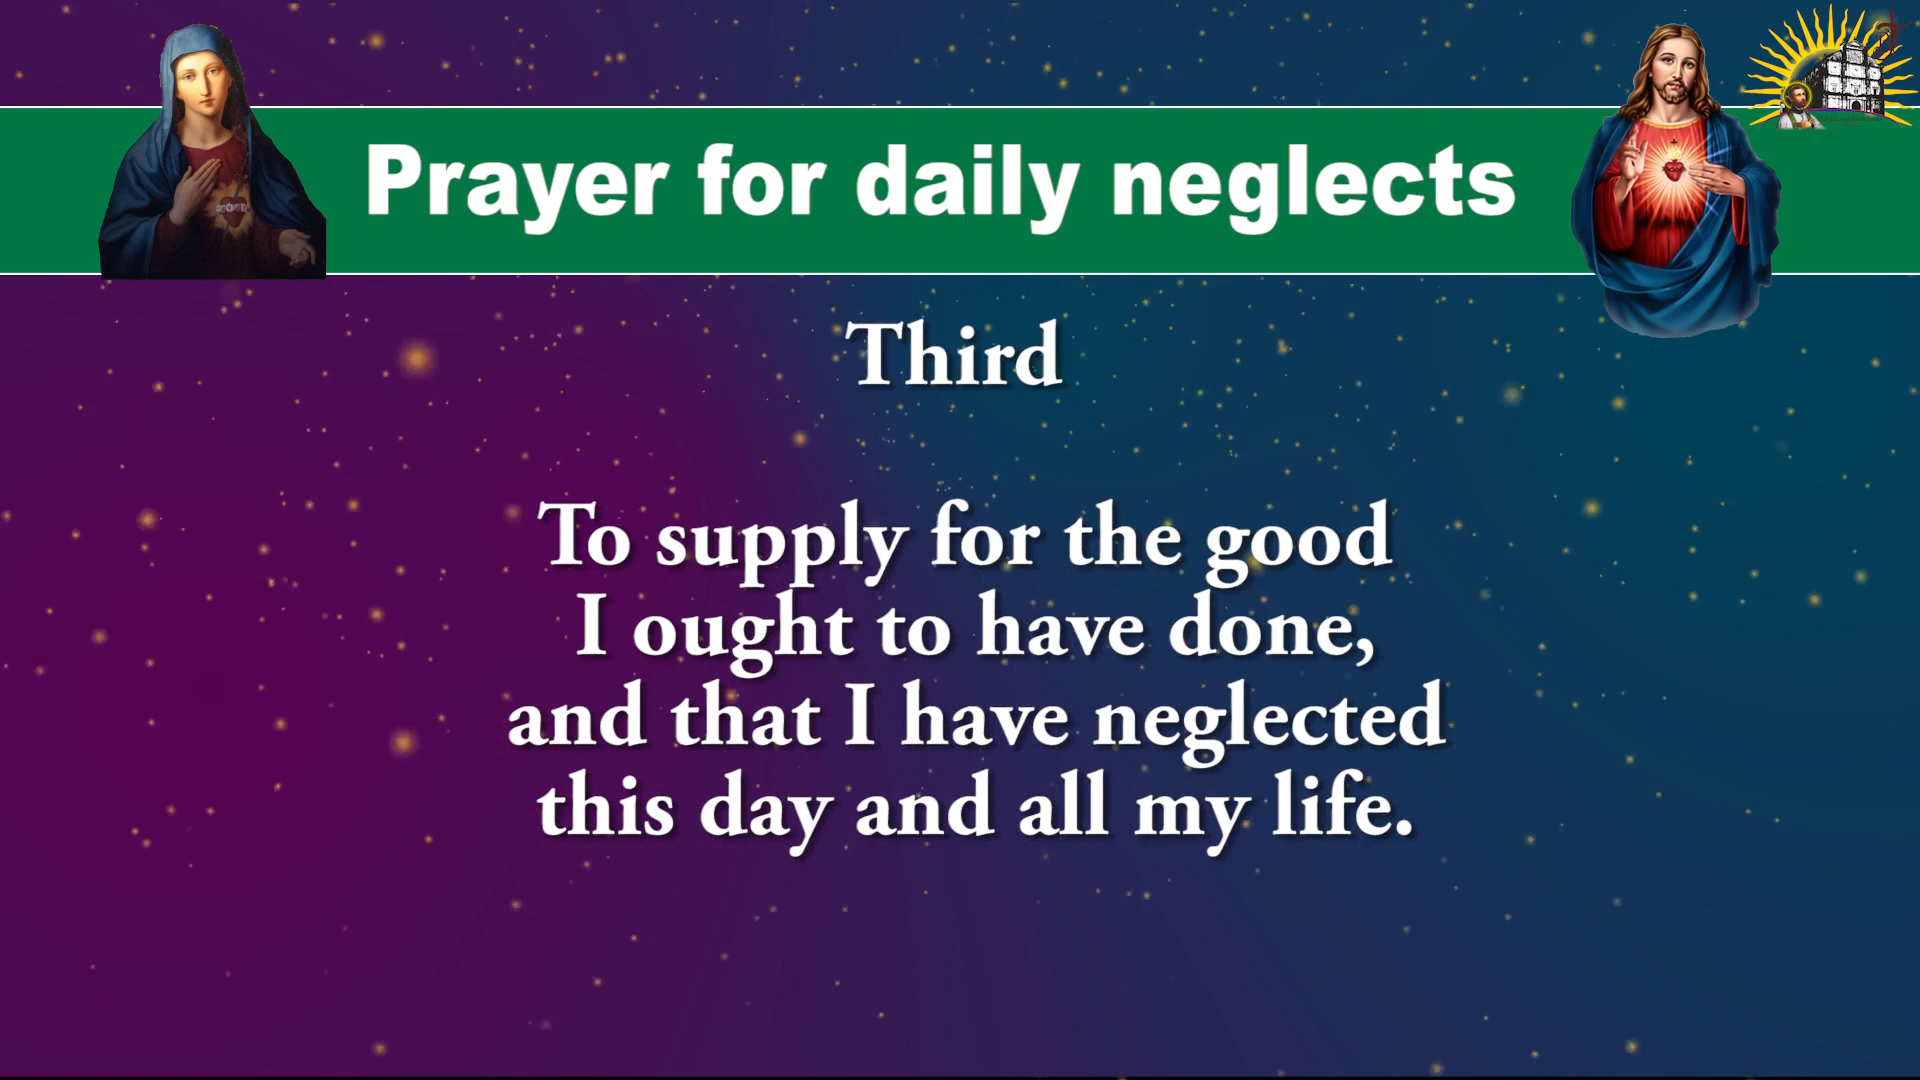 Prayer for daily neglects
Third
To supply for the good
I ought to have done,
and that I have neglected
this day and all my life.